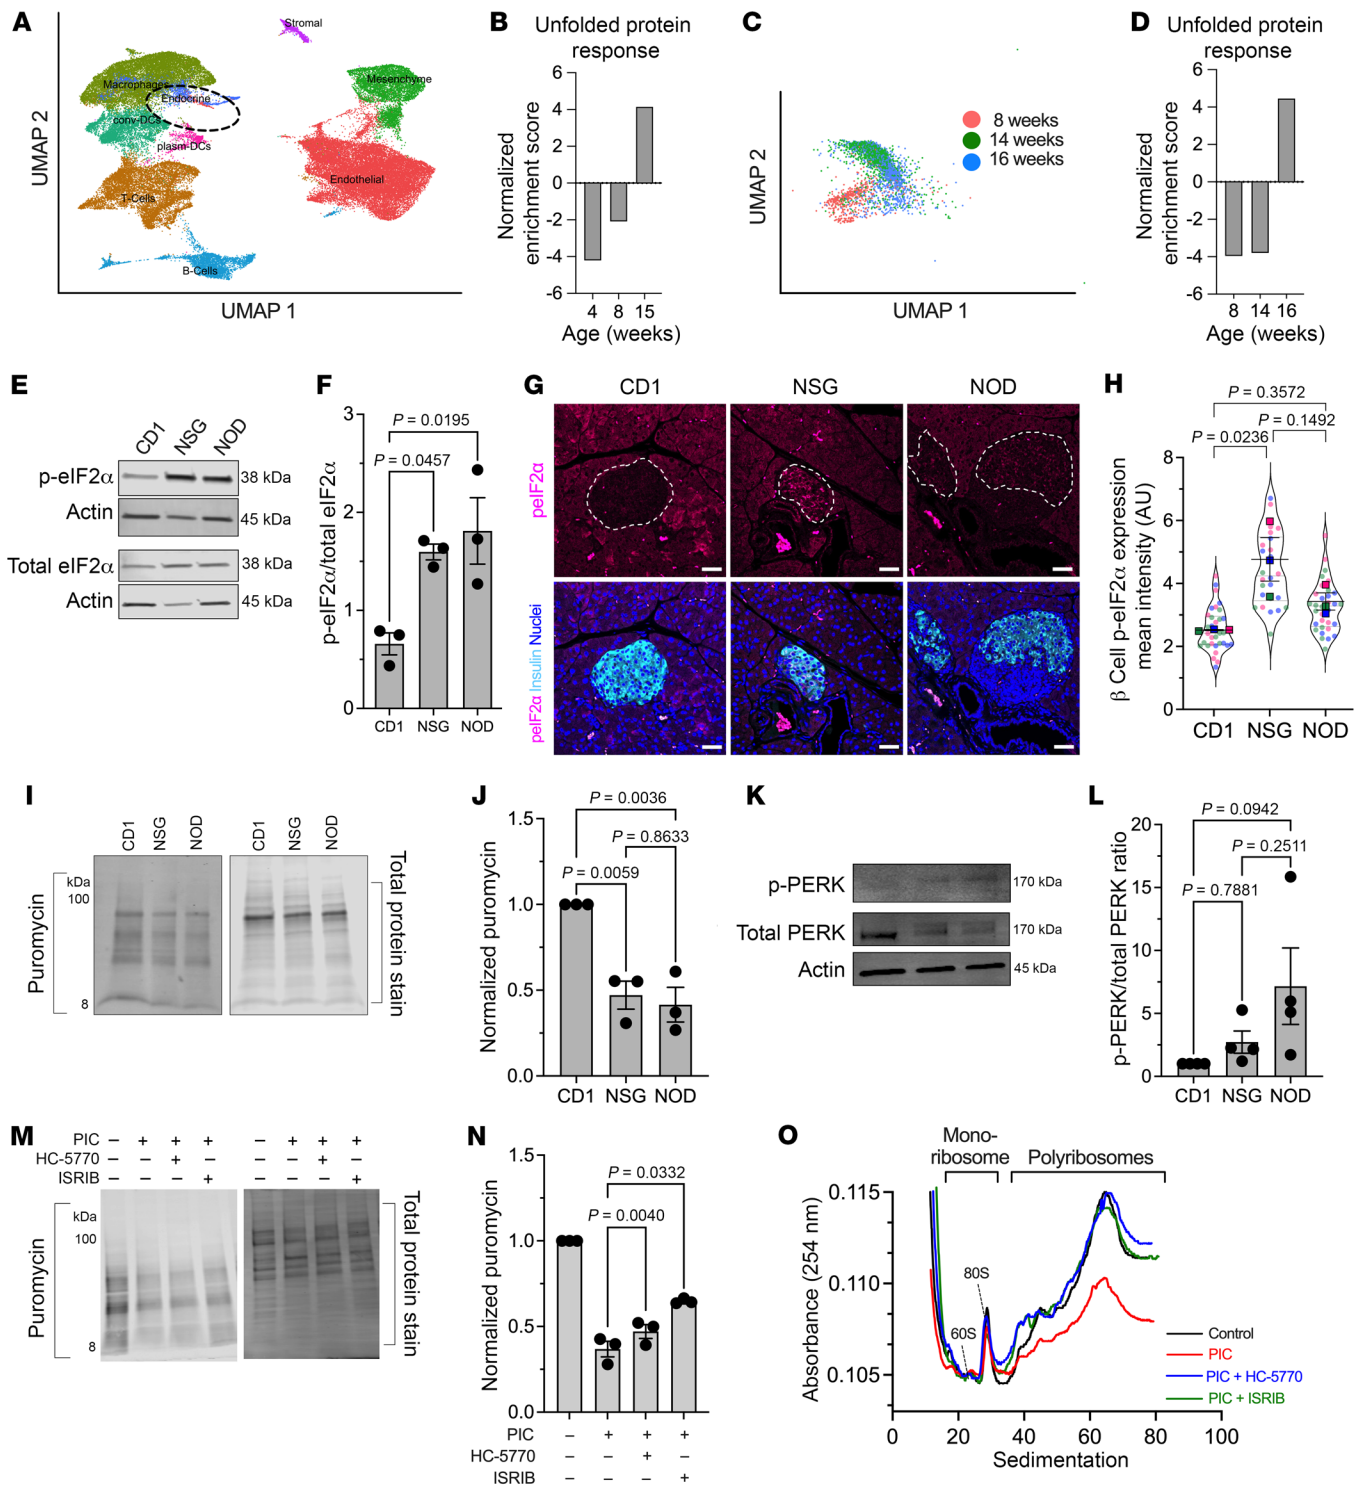 A
Stromal
Macrophages
Endocrine
conv-DCs
plasm-DCs
T-Cells
B-Cells
Mesenchyme
Endothelial
UMAP 2
UMAP 1
B
Unfolded protein
response
Normalized
enrichment score
6
4
2
0
-2
-4
-6
4 8 15
Age (weeks)
C
8 weeks
14 weeks
16 weeks
UMAP 2
UMAP 1
D
Unfolded protein
response
Normalized
enrichment score
6
4
2
0
-2
-4
-6
8 14 16
Age (weeks)
E
CD1 NSG NOD
p-eIF2α 38 kDa
Actin 45 kDa
Total eIF2α 38 kDa
Actin 45 kDa
F
P = 0.0195
P = 0.0457
p-eIF2α/total eIF2α
3
2
1
0
CD1 NSG NOD
G
CD1 NSG NOD
peIF2α
peIF2α Insulin Nuclei
H
P = 0.3572
P = 0.1492
P = 0.0236
β Cell p-eIF2α expression
mean intensity (AU)
8
6
4
2
0
CD1 NSG NOD
I
CD1 NSG NOD
CD1 NSG NOD
Puromycin
kDa
100
8
Total protein stain
J
P = 0.0036
P = 0.8633
P = 0.0059
Normalized puromycin
1.5
1.0
0.5
0.0
CD1 NSG NOD
K
p-PERK 170 kDa
Total PERK 170 kDa
Actin 45 kDa
L
P = 0.0942
P = 0.2511
P = 0.7881
p-PERK/total PERK ratio
20
15
10
5
0
CD1 NSG NOD
M
PIC – + + + – + + +
HC-5770 – – + – – – + –
ISRIB – – – + – – – +
Puromycin
kDa
100
8
Total protein stain
N
P = 0.0332
P = 0.0040
Normalized puromycin
1.5
1.0
0.5
0.0
PIC – + + +
HC-5770 – – + –
ISRIB – – – +
O
Mono-
ribosome
Polyribosomes
Absorbance (254 nm)
0.115
0.110
0.105
80S
60S
Control
PIC
PIC + HC-5770
PIC + ISRIB
0 20 40 60 80 100
Sedimentation